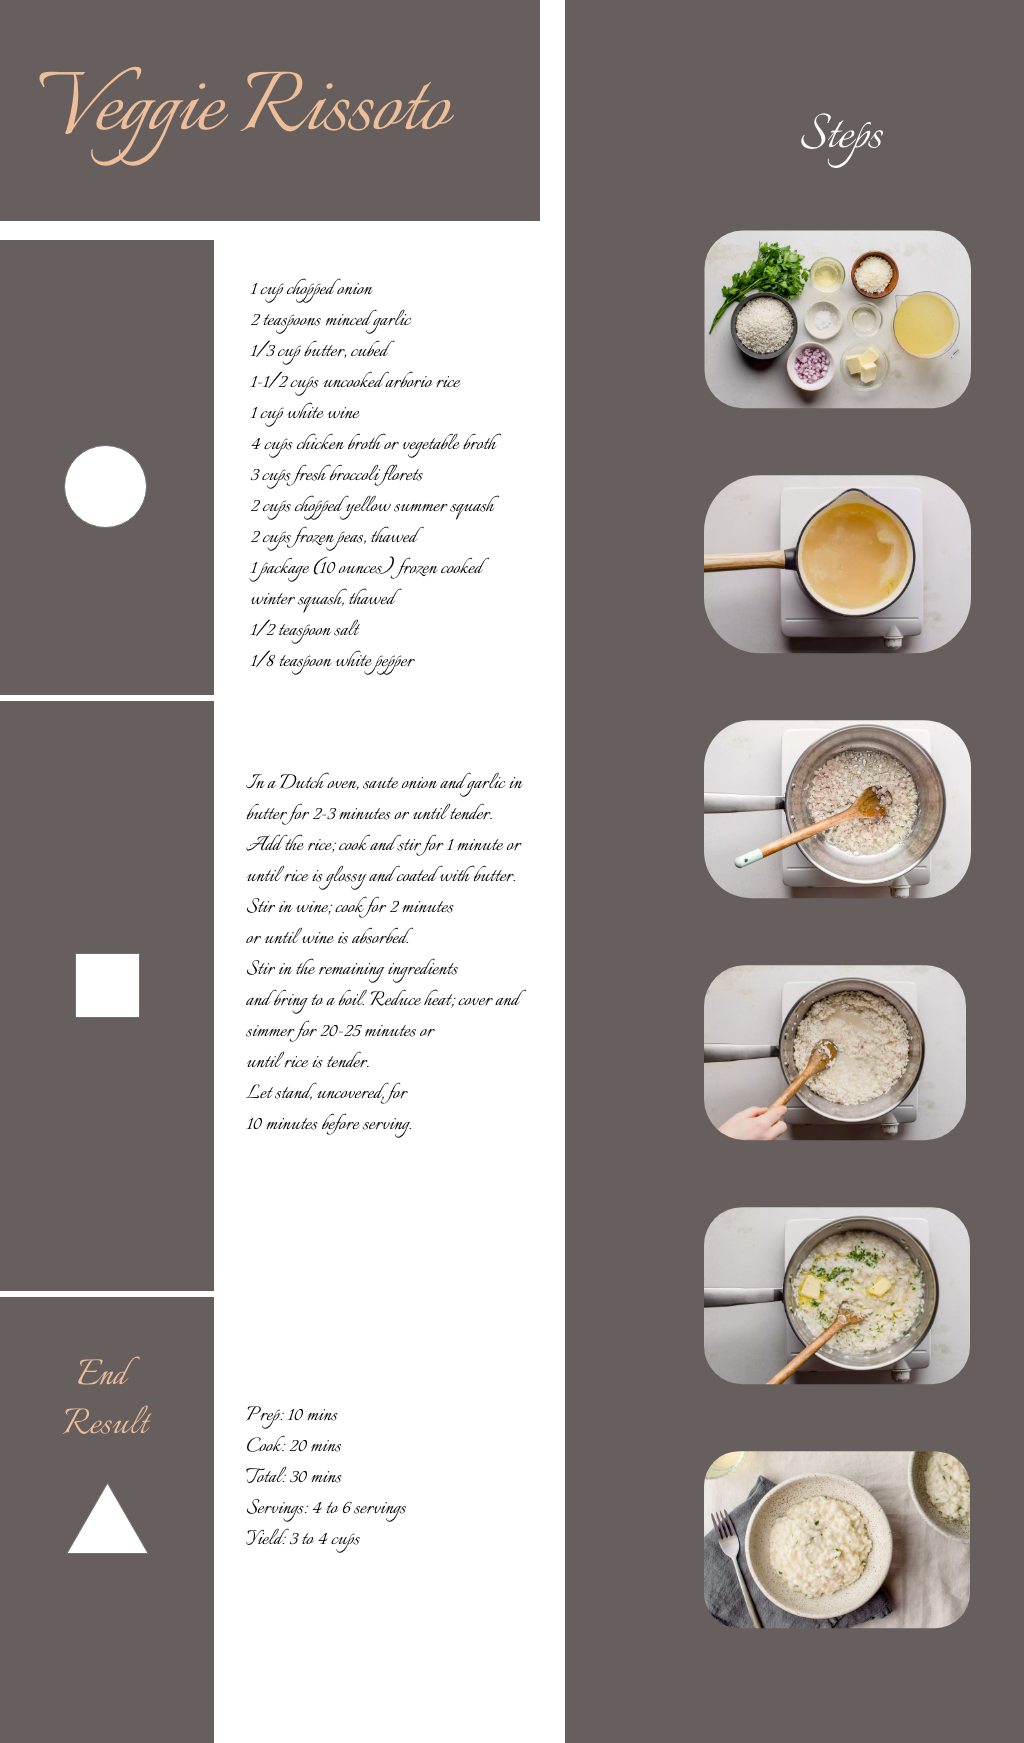 Veggie Rissoto
1 cup chopped onion
2 teaspoons minced garlic
1/3 cup butter, cubed
1-1/2 cups uncooked arborio rice
1 cup white wine
4 cups chicken broth or vegetable broth
3 cups fresh broccoli florets
2 cups chopped yellow summer squash
2 cups frozen peas, thawed
1 package (10 ounces) frozen cooked
winter squash, thawed
1/2 teaspoon salt
1/8 teaspoon white pepper
In a Dutch oven, saute onion and garlic in
butter for 2-3 minutes or until tender.
Add the rice; cook and stir for 1 minute or
until rice is glossy and coated with butter.
Stir in wine; cook for 2 minutes
or until wine is absorbed.
Stir in the remaining ingredients
and bring to a boil. Reduce heat; cover and
simmer for 20-25 minutes or
until rice is tender.
Let stand, uncovered, for
10 minutes before serving.
End
Result
Prep: 10 mins
Cook: 20 mins
Total: 30 mins
Servings: 4 to 6 servings
Yield: 3 to 4 cups
Steps